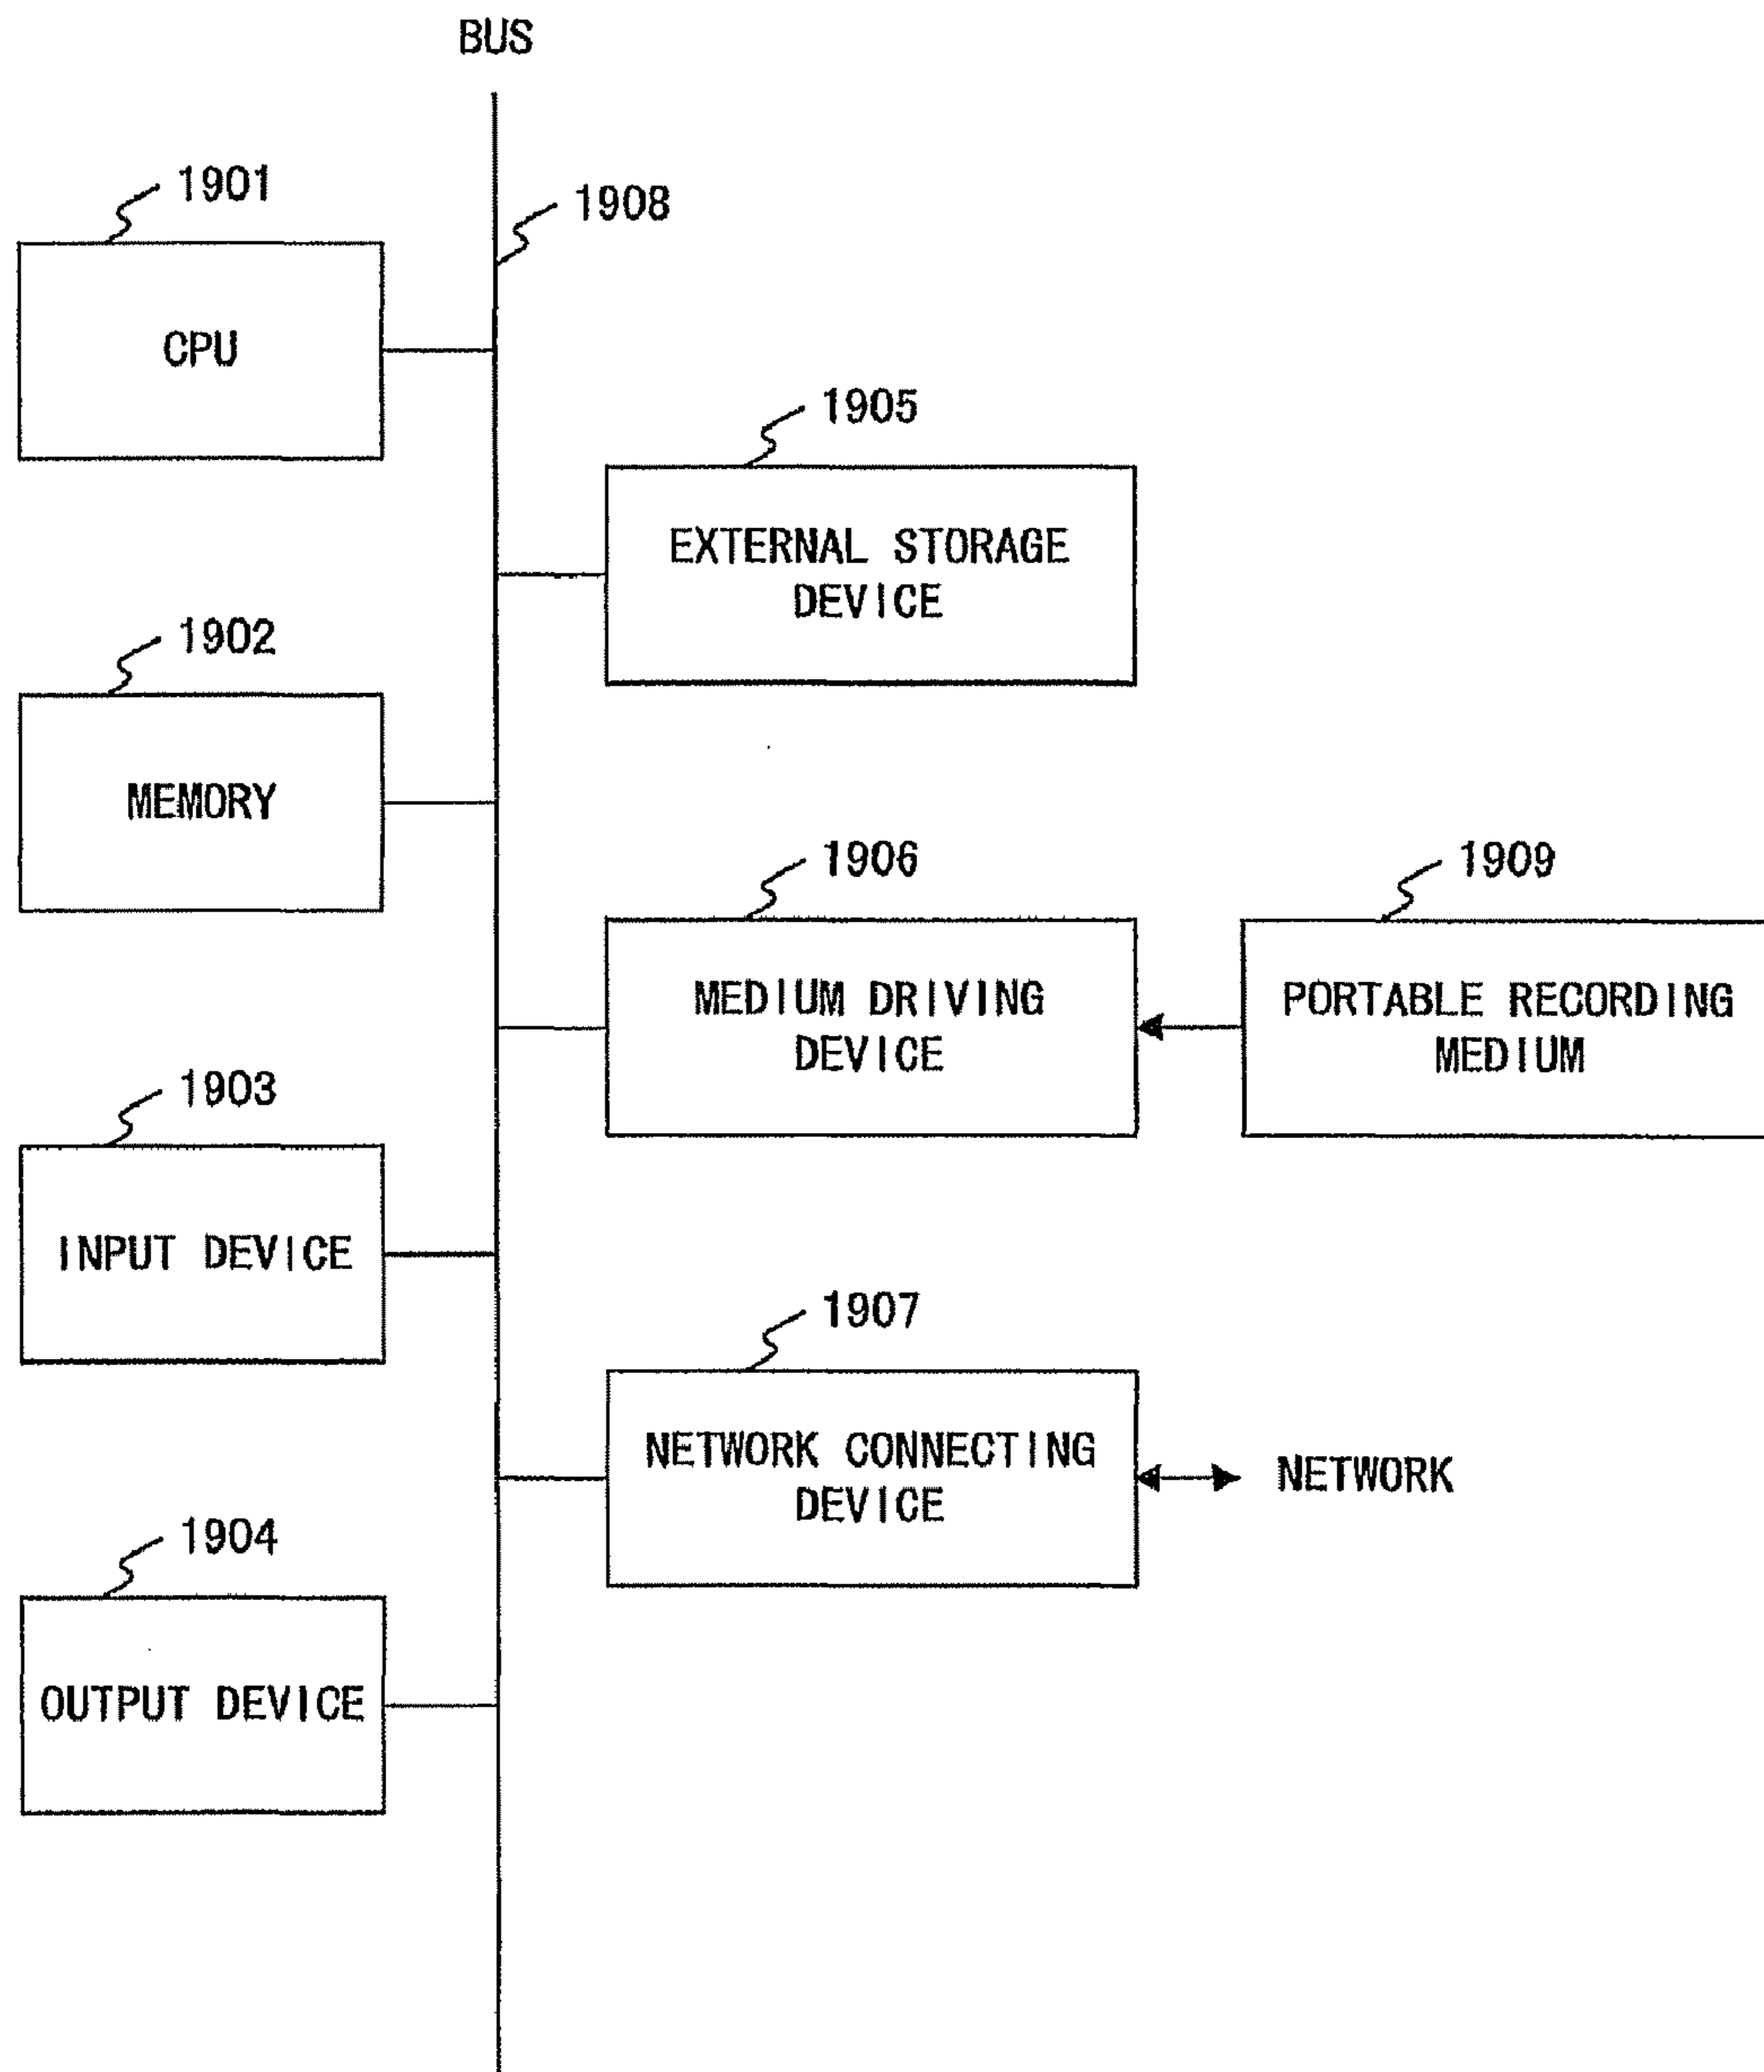 BUS
1901
1908
CPU
1905
EXTERNAL STORAGE
DEVICE
1902
MEMORY
1906
1909
MEDIUM DRIVING
DEVICE
PORTABLE RECORDING
MEDIUM
1903
INPUT DEVICE
1907
NETWORK CONNECTING
DEVICE
NETWORK
1904
OUTPUT DEVICE